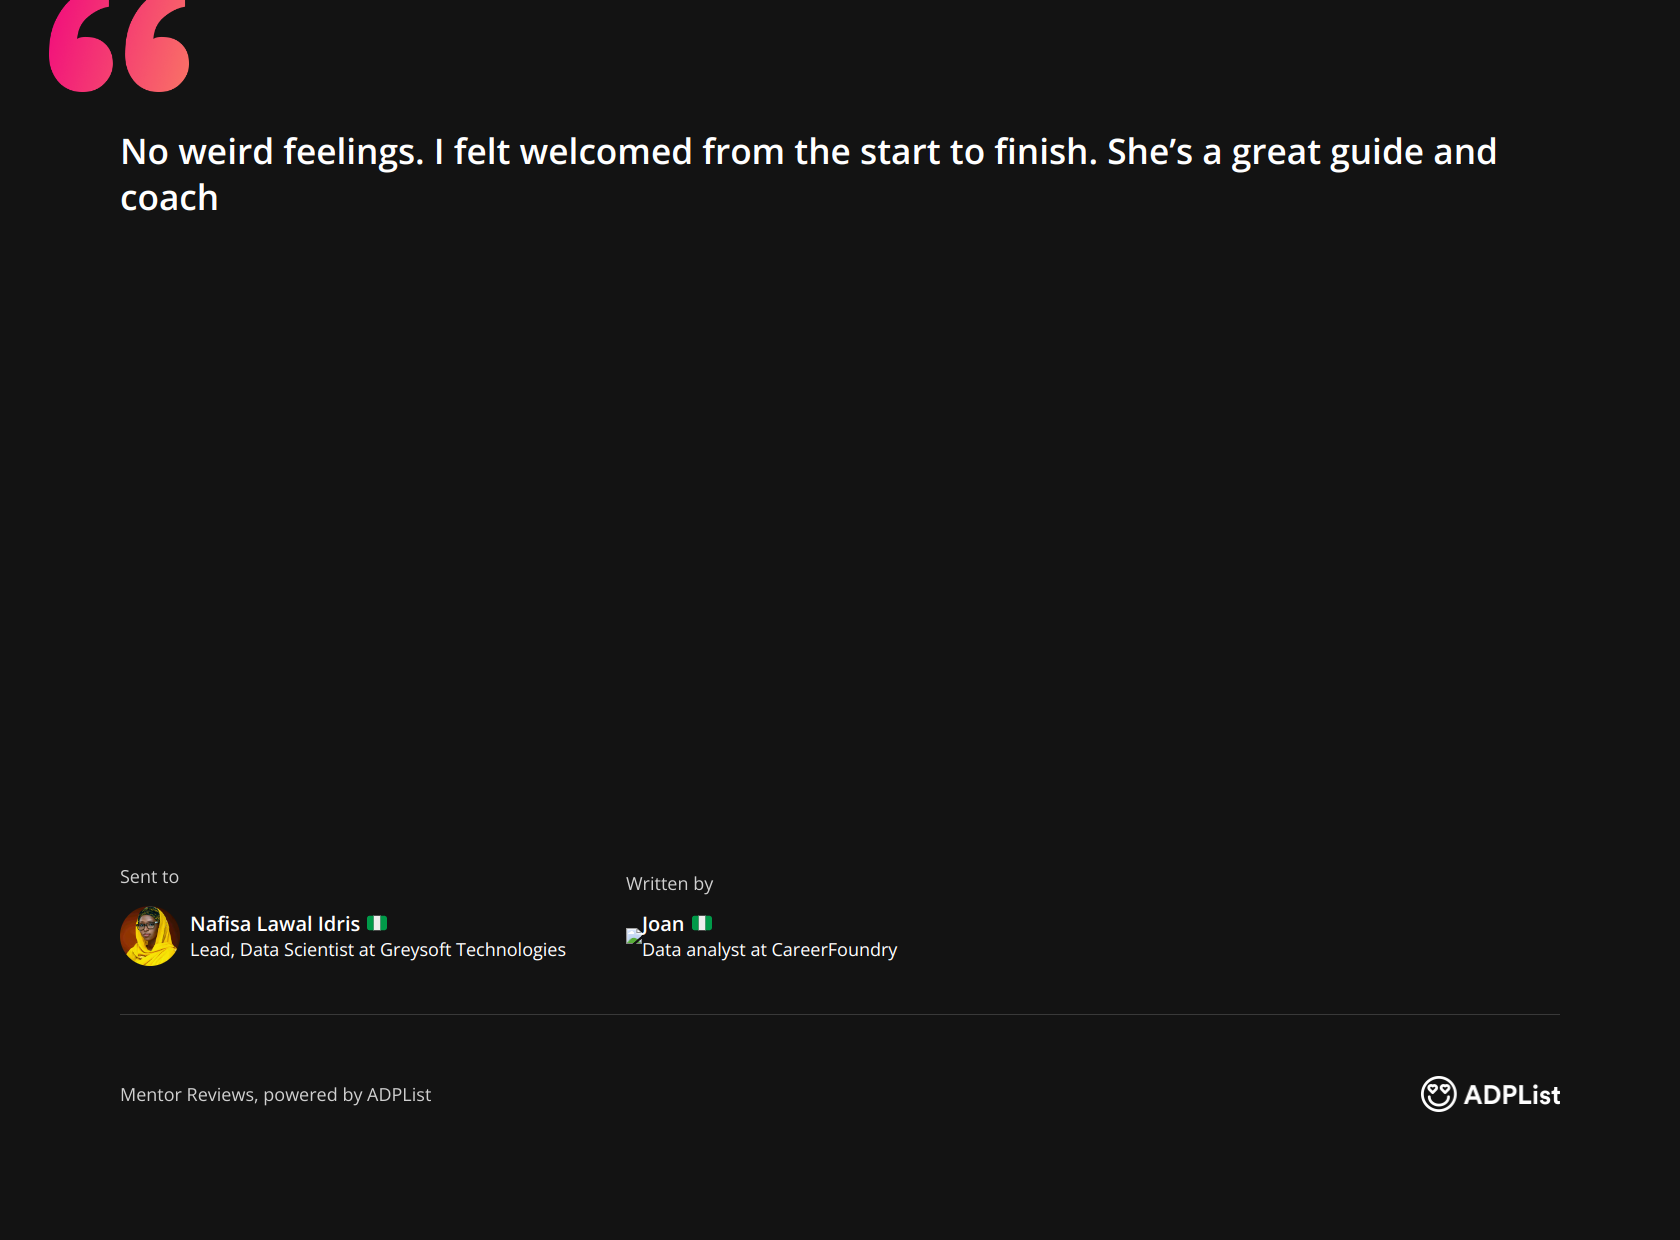 No weird feelings. I felt welcomed from the start to finish. She’s a great guide and
coach
Sent to
Nafisa Lawal Idris
Lead, Data Scientist at Greysoft Technologies
Written by
Joan
Data analyst at CareerFoundry
Mentor Reviews, powered by ADPList
ADPList